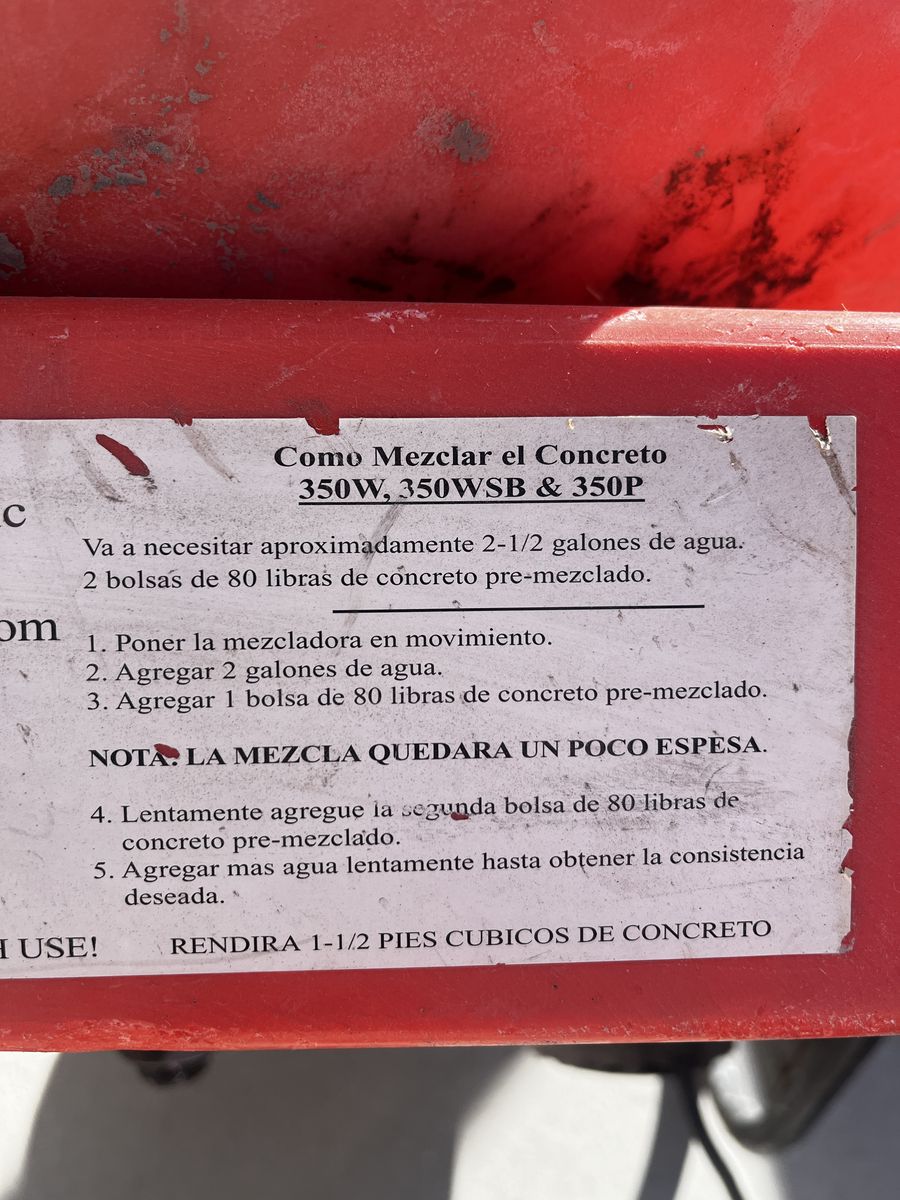 Como Mezclar el Concreto
350W, 350WSB & 350P
Va a necesitar aproximadamente 2-1/2 galones de agua.
2 bolsas de 80 libras de concreto pre-mezclado.
1. Poner la mezcladora en movimiento.
2. Agregar 2 galones de agua.
3. Agregar 1 bolsa de 80 libras de concreto pre-mezclado.
NOTA: LA MEZCLA QUEDARA UN POCO ESPESA.
4. Lentamente agregue la segunda bolsa de 80 libras de
concreto pre-mezclado.
5. Agregar mas agua lentamente hasta obtener la consistencia
deseada.
RENDIRA 1-1/2 PIES CUBICOS DE CONCRETO
c
om
USE!